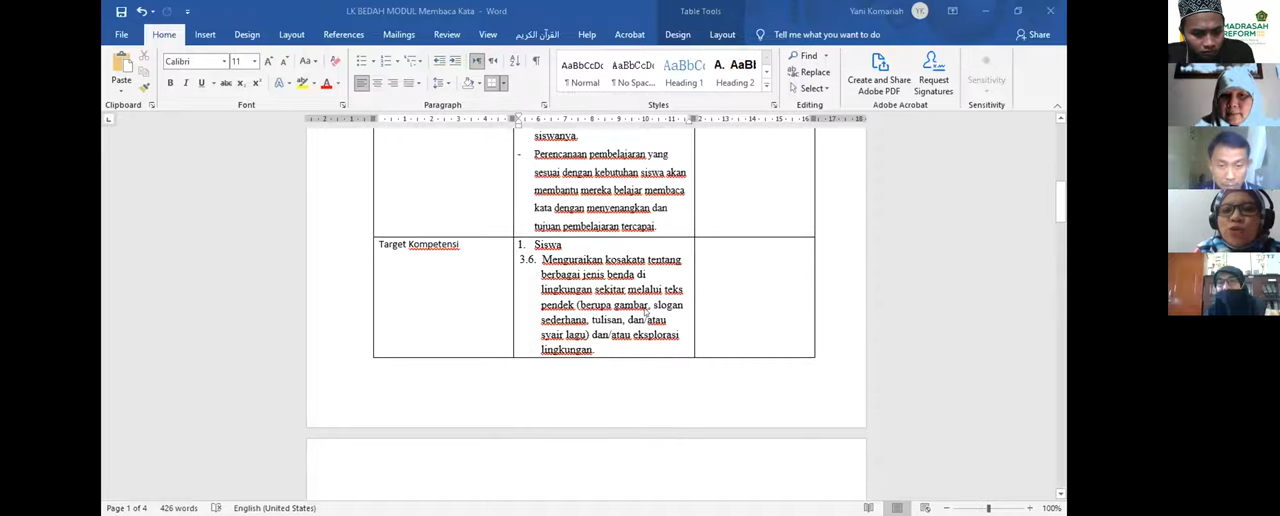 LK BEDAH MODUL Membaca Kata - Word
Table Tools
Yani Komariah
YK
File Home Insert Design Layout References Mailings Review View القرآن الكريم Help Acrobat Design Layout Tell me what you want to do Share
Calibri 11
Paste
Clipboard
Font
Paragraph
AaBbCcDc AaBbCcDc AaBbCc A. AaBI
¶ Normal ¶ No Spac... Heading 1 Heading 2
Styles
Find
Replace
Select
Editing
Create and Share Adobe PDF
Request Signatures
Adobe Acrobat
Sensitivity
Sensitivity
siswanya.
- Perencanaan pembelajaran yang
sesuai dengan kebutuhan siswa akan
membantu mereka belajar membaca
kata dengan menyenangkan dan
tujuan pembelajaran tercapai.
Target Kompetensi
1. Siswa
3.6. Menguraikan kosakata tentang
berbagai jenis benda di
lingkungan sekitar melalui teks
pendek (berupa gambar, slogan
sederhana, tulisan, dan/atau
syair lagu) dan/atau eksplorasi
lingkungan.
Page 1 of 4 426 words English (United States) 100%
MADRASAH
REFORM